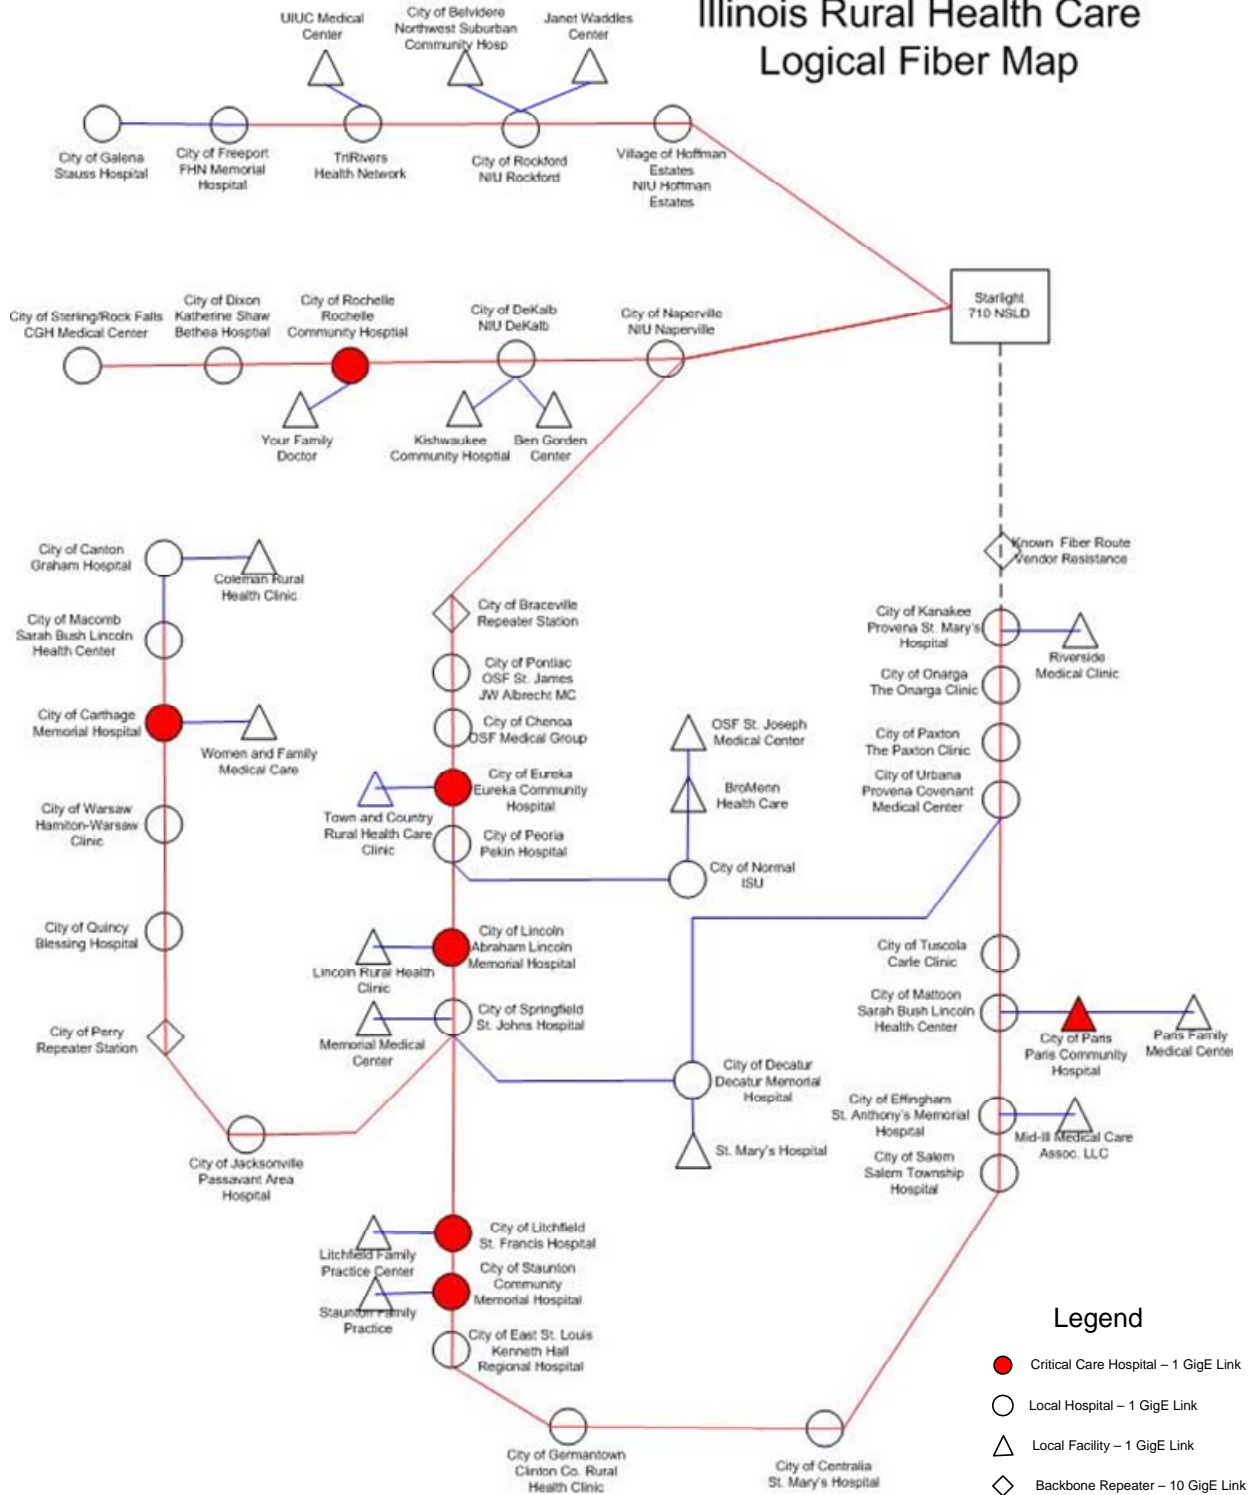 Illinois Rural Health Care
Logical Fiber Map
UIUC Medical
Center
City of Belvidere
Northwest Suburban
Community Hosp
Janet Waddles
Center
City of Galena
Stauss Hospital
City of Freeport
FHN Memorial
Hospital
TriRivers
Health Network
City of Rockford
NIU Rockford
Village of Hoffman
Estates
NIU Hoffman
Estates
Starlight
710 NSLD
City of Sterling/Rock Falls
CGH Medical Center
City of Dixon
Katherine Shaw
Bethea Hosptial
City of Rochelle
Rochelle
Community Hosptial
City of DeKalb
NIU DeKalb
City of Naperville
NIU Naperville
Your Family
Doctor
Kishwaukee
Community Hosptial
Ben Gorden
Center
City of Canton
Graham Hospital
Coleman Rural
Health Clinic
City of Macomb
Sarah Bush Lincoln
Health Center
City of Carthage
Memorial Hospital
Women and Family
Medical Care
City of Warsaw
Hamiton-Warsaw
Clinic
City of Quincy
Blessing Hospital
City of Perry
Repeater Station
City of Jacksonville
Passavant Area
Hospital
City of Braceville
Repeater Station
City of Pontiac
OSF St. James
JW Albrecht MC
City of Chenoa
OSF Medical Group
City of Eureka
Eureka Community
Hospital
Town and Country
Rural Health Care
Clinic
City of Peoria
Pekin Hospital
OSF St. Joseph
Medical Center
BroMenn
Health Care
City of Normal
ISU
City of Lincoln
Abraham Lincoln
Memorial Hospital
Lincoln Rural Health
Clinic
City of Springfield
St. Johns Hospital
Memorial Medical
Center
City of Decatur
Decatur Memorial
Hospital
St. Mary's Hospital
City of Litchfield
St. Francis Hospital
Litchfield Family
Practice Center
City of Staunton
Community
Memorial Hospital
Staunton Family
Practice
City of East St. Louis
Kenneth Hall
Regional Hospital
City of Germantown
Clinton Co. Rural
Health Clinic
City of Centralia
St. Mary's Hospital
Known Fiber Route
Vendor Resistance
City of Kanakee
Provena St. Mary's
Hospital
Riverside
Medical Clinic
City of Onarga
The Onarga Clinic
City of Paxton
The Paxton Clinic
City of Urbana
Provena Covenant
Medical Center
City of Tuscola
Carle Clinic
City of Mattoon
Sarah Bush Lincoln
Health Center
City of Paris
Paris Community
Hospital
Paris Family
Medical Center
City of Effingham
St. Anthony's Memorial
Hospital
Mid-Ill Medical Care
Assoc. LLC
City of Salem
Salem Township
Hospital
Legend
Critical Care Hospital – 1 GigE Link
Local Hospital – 1 GigE Link
Local Facility – 1 GigE Link
Backbone Repeater – 10 GigE Link